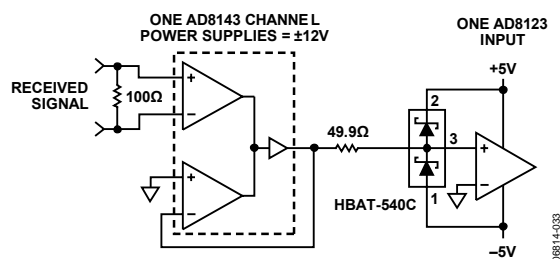 ONE AD8143 CHANNEL
POWER SUPPLIES = ±12V
ONE AD8123
INPUT
+5V
RECEIVED
SIGNAL
100Ω
+
−
+
−
49.9Ω
2
3
1
+
−
HBAT-540C
–5V
06814-033